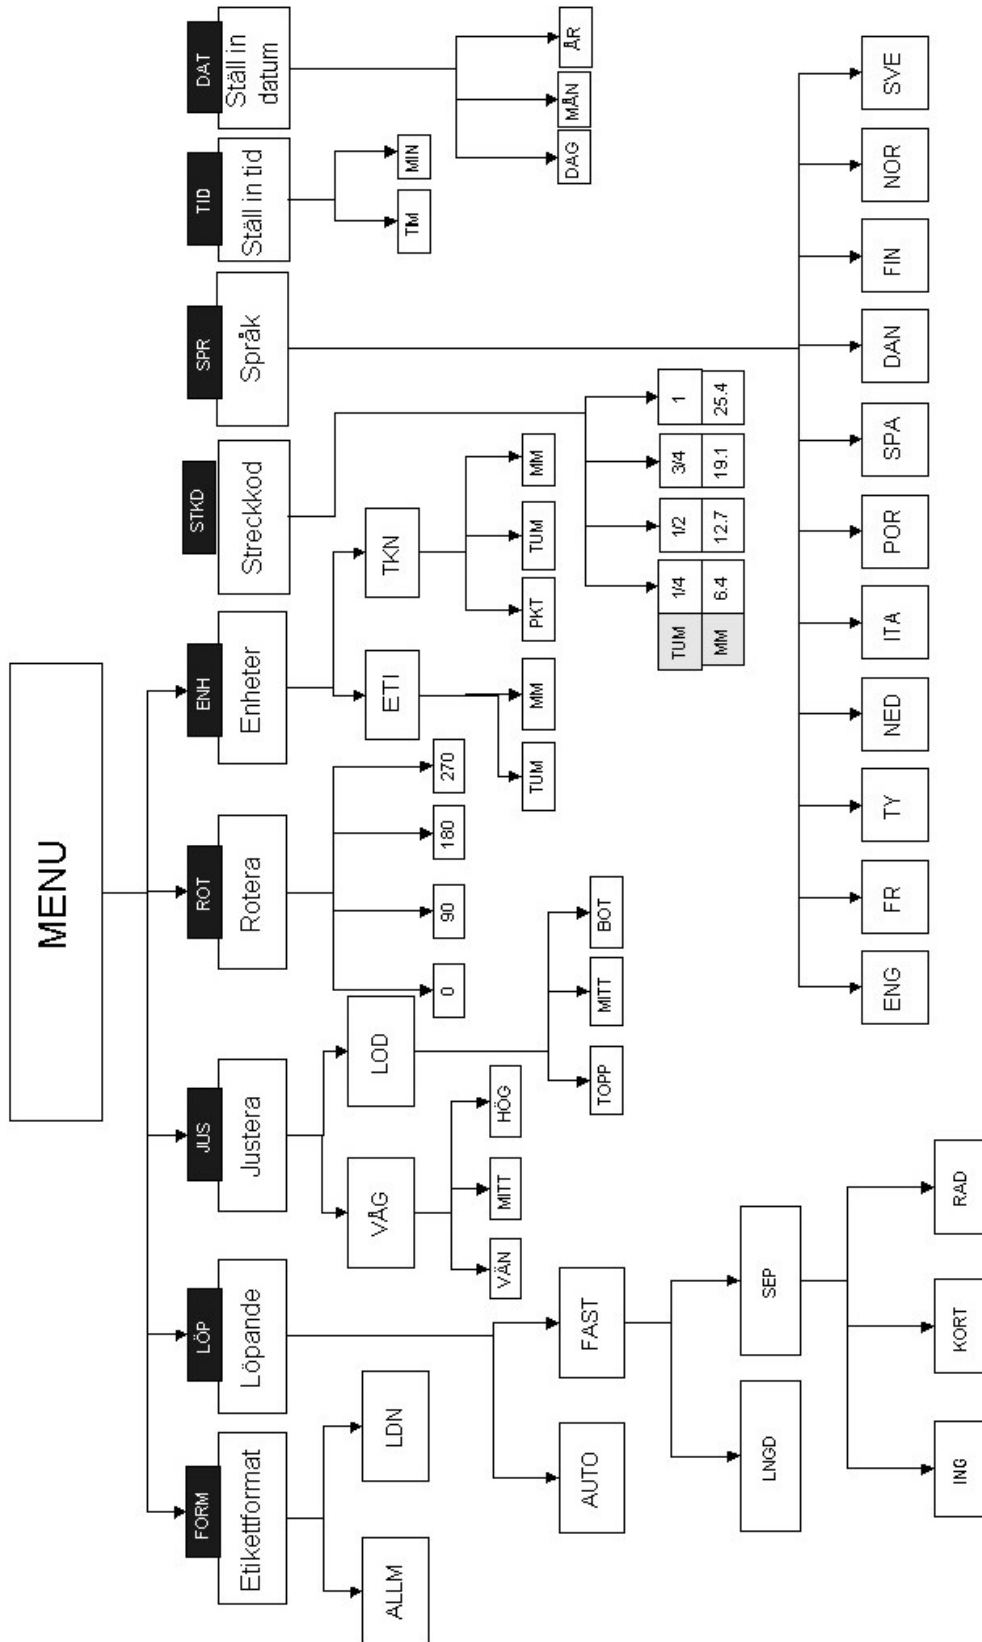 MENU
FORM
Etikettformat
ALLM
LDN
LÖP
Löpande
AUTO
FAST
LNGD
SEP
ING
KORT
RAD
JUS
Justera
VÅG
VÄN
MITT
HÖG
LOD
TOPP
MITT
BOT
ROT
Rotera
0
90
180
270
ENH
Enheter
ETI
TUM
MM
TKN
PKT
TUM
MM
STKD
Streckkod
TUM 1/4 1/2 3/4 1
MM 6.4 12.7 19.1 25.4
SPR
Språk
ENG
FR
TY
NED
ITA
POR
SPA
DAN
FIN
NOR
SVE
TID
Ställ in tid
TIM
MIN
DAT
Ställ in
datum
DAG
MÅN
ÅR